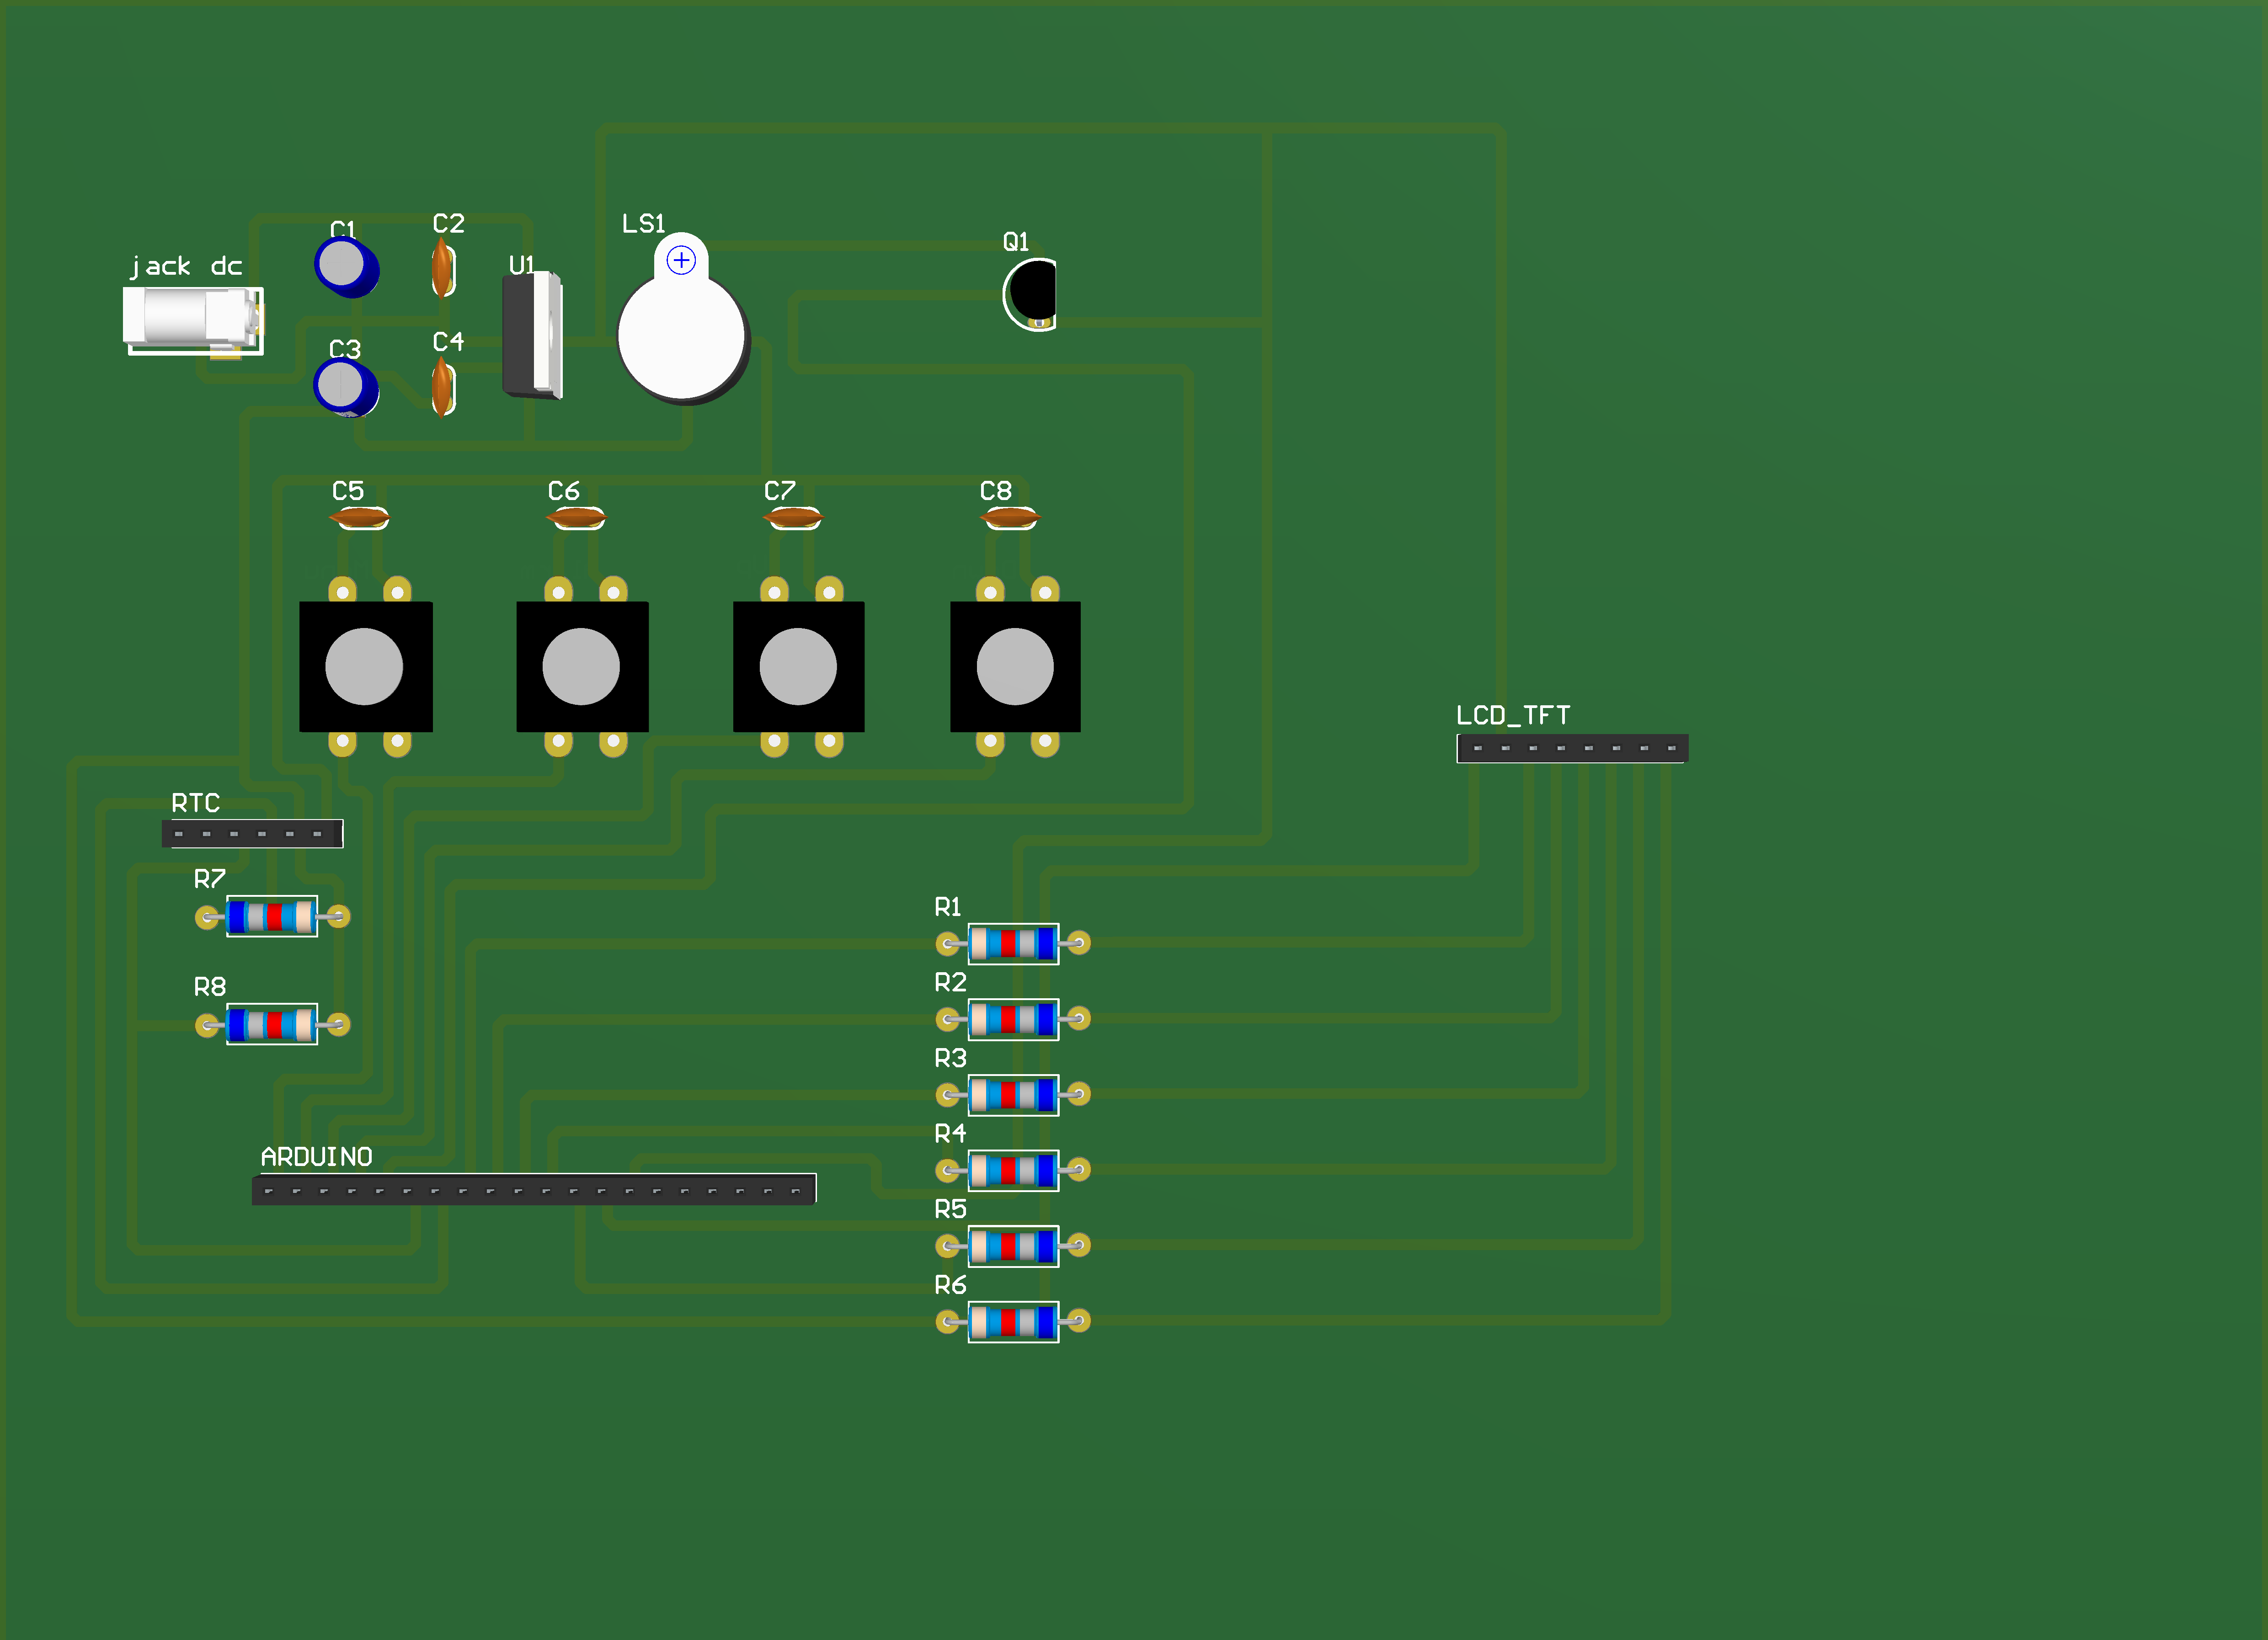 C1
C2
LS1
Q1
jack dc
U1
C3
C4
C5
C6
C7
C8
LCD_TFT
RTC
R7
R1
R2
R8
R3
R4
ARDUINO
R5
R6